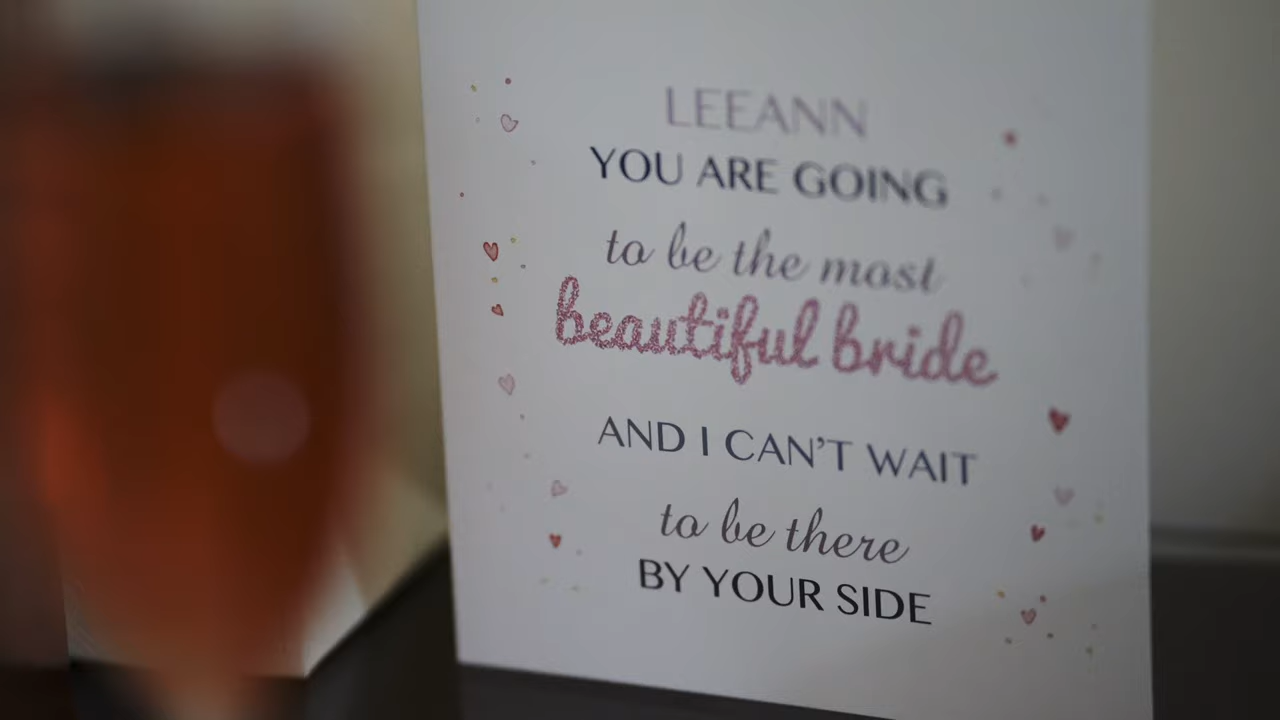 LEEANN
YOU ARE GOING
to be the most
beautiful bride
AND I CAN'T WAIT
to be there
BY YOUR SIDE